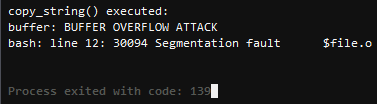 copy_string() executed:
buffer: BUFFER OVERFLOW ATTACK
bash: line 12: 30094 Segmentation fault      $file.o
Process exited with code: 139